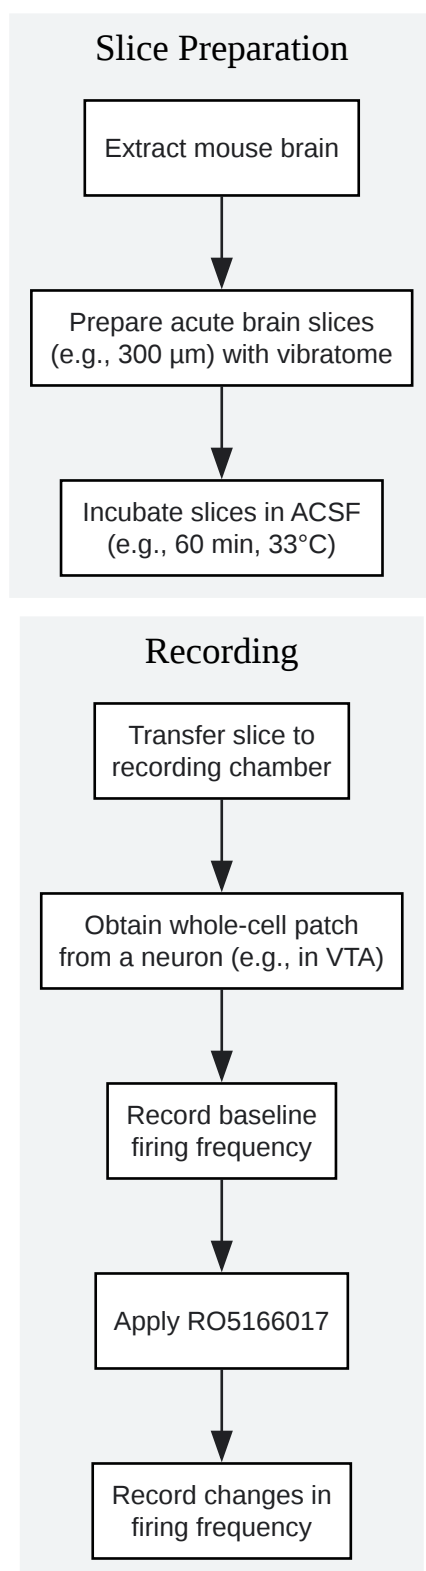 Slice Preparation
Extract mouse brain
Prepare acute brain slices
(e.g., 300 µm) with vibratome
Incubate slices in ACSF
(e.g., 60 min, 33°C)
Recording
Transfer slice to
recording chamber
Obtain whole-cell patch
from a neuron (e.g., in VTA)
Record baseline
firing frequency
Apply RO5166017
Record changes in
firing frequency